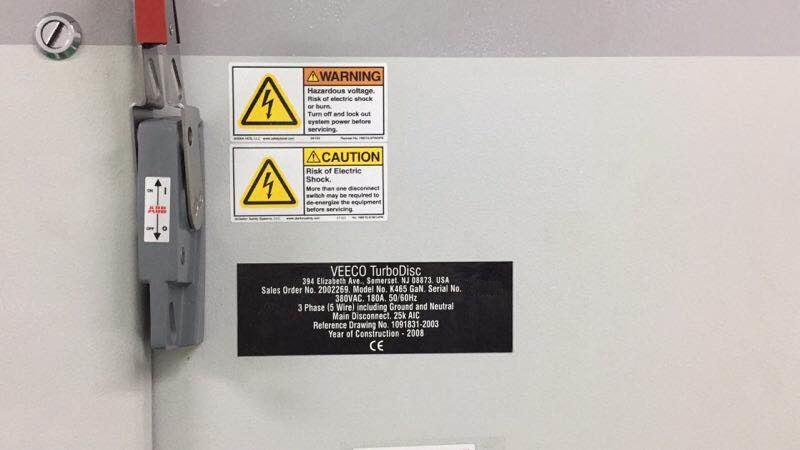 WARNING
Hazardous voltage.
Risk of electric shock
or burn.
Turn off and lock out
system power before
servicing.
CAUTION
Risk of Electric
Shock.
More than one disconnect
switch may be required to
de-energize the equipment
before servicing.
ON I
ABB
OFF O
VEECO TurboDisc
394 Elizabeth Ave., Somerset, NJ 08873, USA
Sales Order No. 2002269. Model No. K465 GaN. Serial No.
380VAC. 180A. 50/60Hz
3 Phase (5 Wire) including Ground and Neutral
Main Disconnect. 25k AIC
Reference Drawing No. 1091831-2003
Year of Construction - 2008
CE